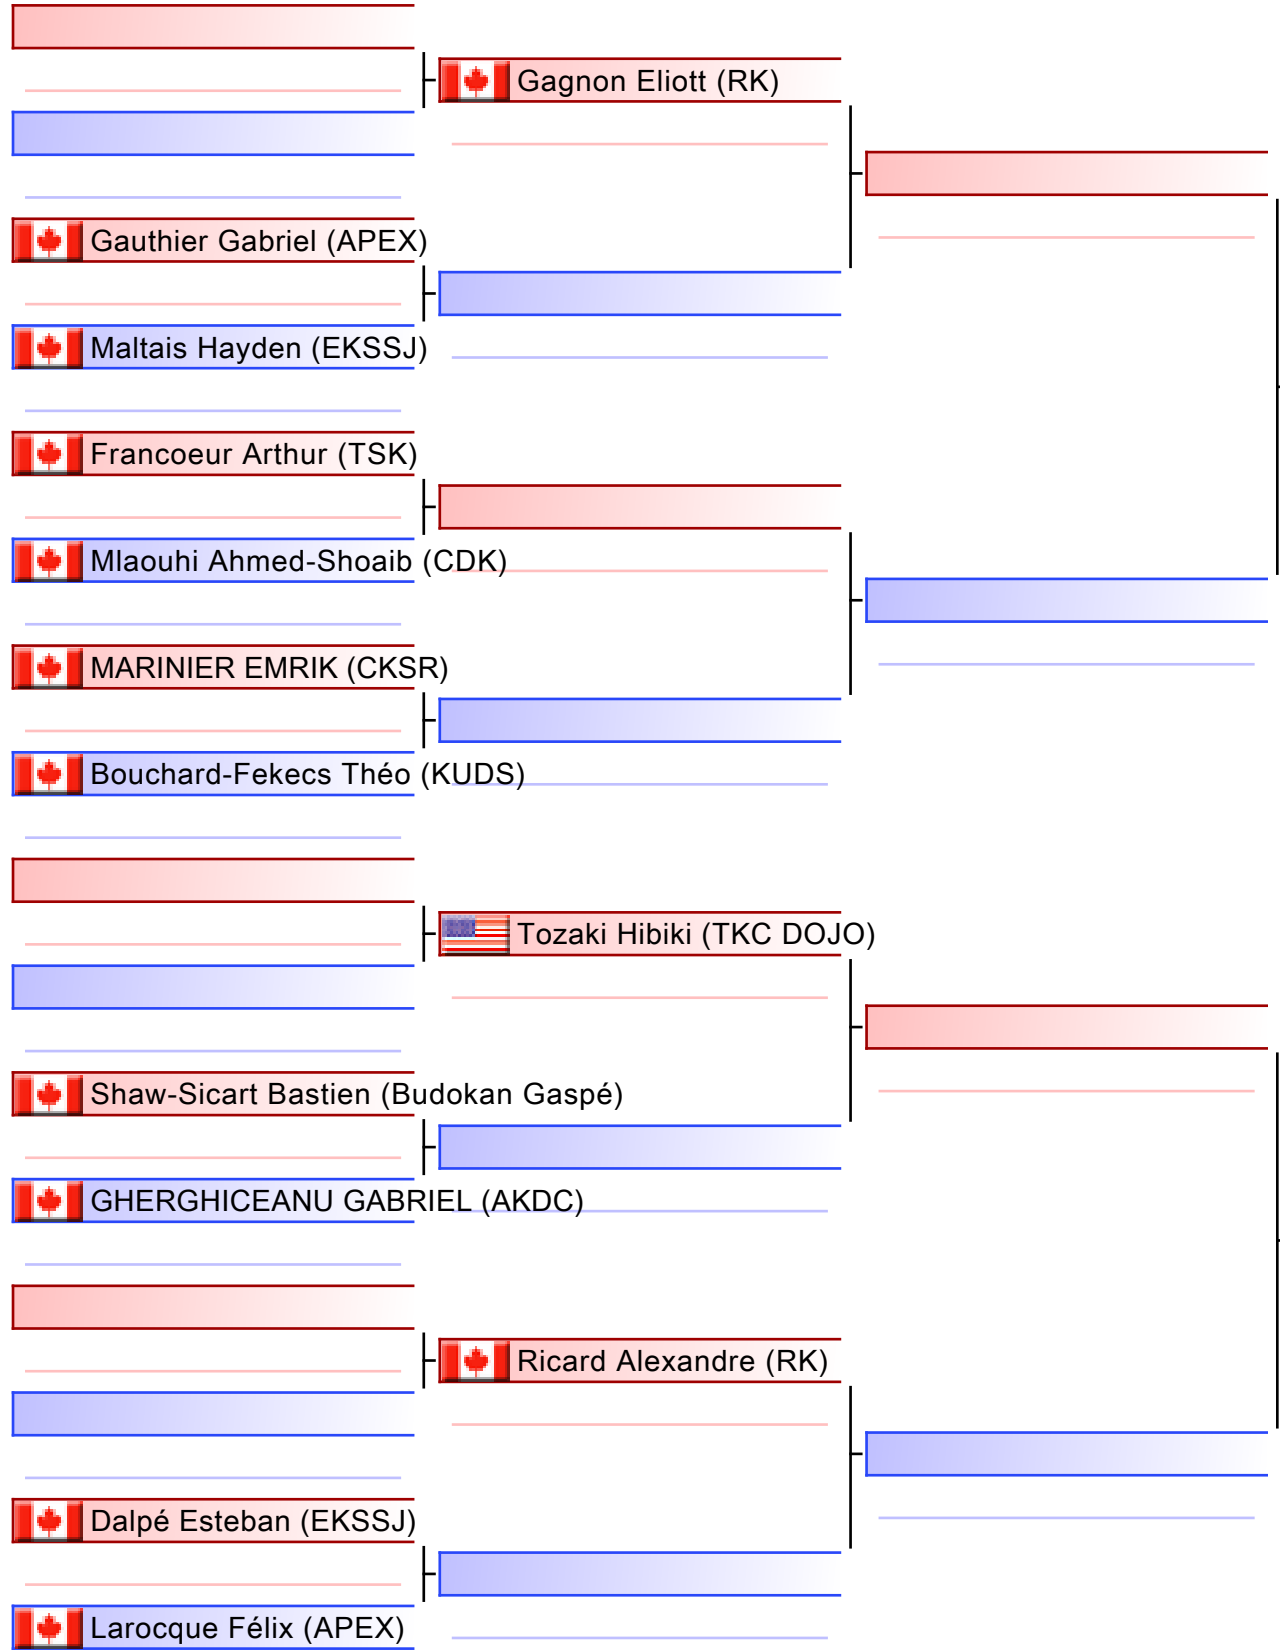 Gagnon Eliott (RK)
Gauthier Gabriel (APEX)
Maltais Hayden (EKSSJ)
Francoeur Arthur (TSK)
Mlaouhi Ahmed-Shoaib (CDK)
MARINIER EMRIK (CKSR)
Bouchard-Fekecs Théo (KUDS)
Tozaki Hibiki (TKC DOJO)
Shaw-Sicart Bastien (Budokan Gaspé)
GHERGHICEANU GABRIEL (AKDC)
Ricard Alexandre (RK)
Dalpé Esteban (EKSSJ)
Larocque Félix (APEX)